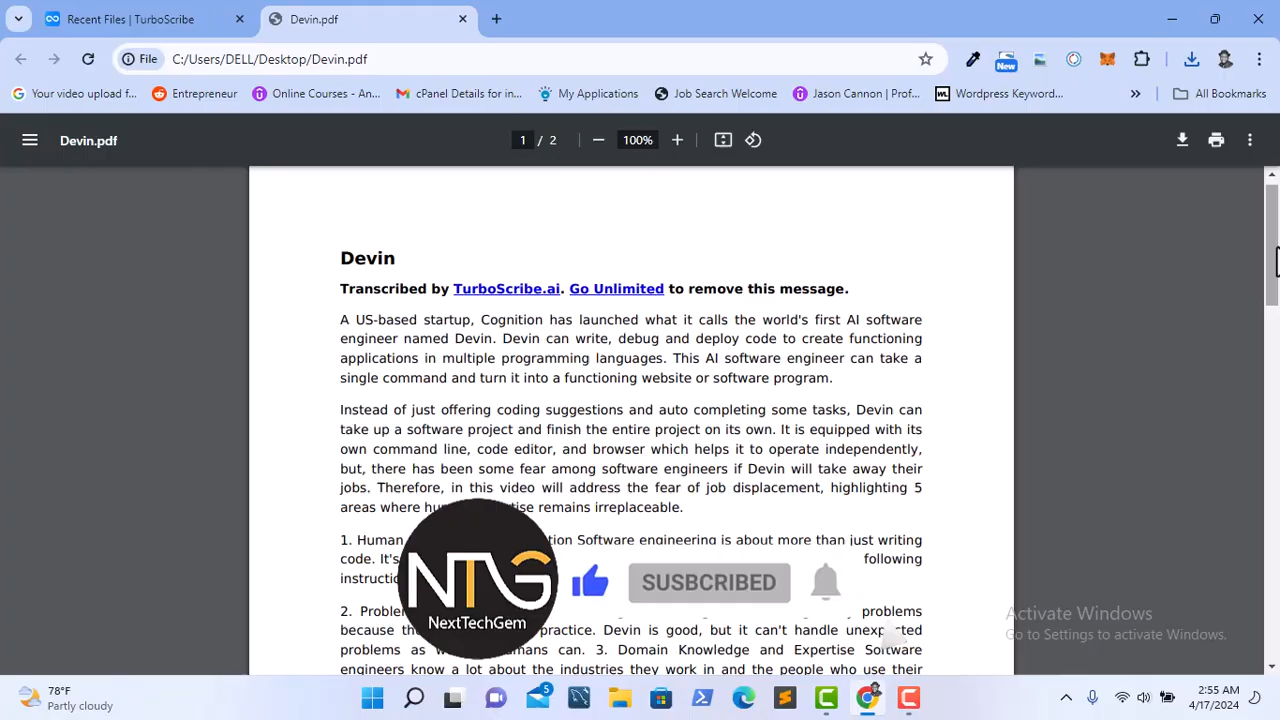 Recent Files | TurboScribe
Devin.pdf
File C:/Users/DELL/Desktop/Devin.pdf
New
Your video upload f...
Entrepreneur
Online Courses - An...
cPanel Details for in...
My Applications
Job Search Welcome
Jason Cannon | Prof...
Wordpress Keyword...
All Bookmarks
Devin.pdf
1 / 2
100%
Devin
Transcribed by TurboScribe.ai. Go Unlimited to remove this message.
A US-based startup, Cognition has launched what it calls the world's first AI software
engineer named Devin. Devin can write, debug and deploy code to create functioning
applications in multiple programming languages. This AI software engineer can take a
single command and turn it into a functioning website or software program.
Instead of just offering coding suggestions and auto completing some tasks, Devin can
take up a software project and finish the entire project on its own. It is equipped with its
own command line, code editor, and browser which helps it to operate independently,
but, there has been some fear among software engineers if Devin will take away their
jobs. Therefore, in this video will address the fear of job displacement, highlighting 5
areas where remains irreplaceable.
1. Human Software engineering is about more than just writing
code. It's following
2. problems
because practice. Devin is good, but it can't handle unexpected
problems as humans can. 3. Domain Knowledge and Expertise Software
engineers know a lot about the industries they work in and the people who use their
NTG
NextTechGem
SUSBCRIBED
Activate Windows
Go to Settings to activate Windows.
78°F
Partly cloudy
5
2:55 AM
4/17/2024